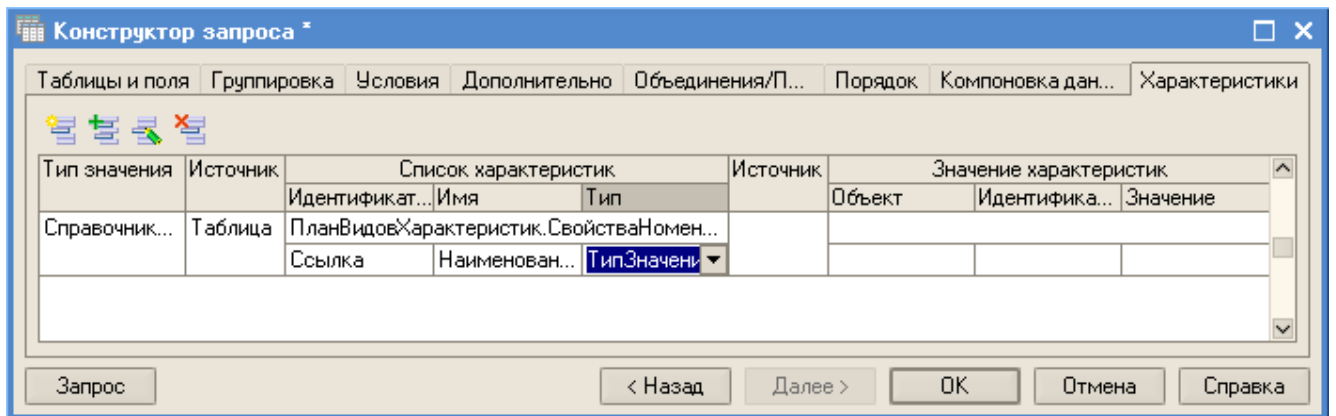 Конструктор запроса *
Таблицы и поля Группировка Условия Дополнительно Объединения/П... Порядок Компоновка дан... Характеристики
Тип значения Источник Список характеристик Источник Значение характеристик
Идентификат... Имя Тип Объект Идентифика... Значение
Справочник... Таблица ПланВидовХарактеристик.СвойстваНомен...
Ссылка Наименован... ТипЗначени
Запрос < Назад Далее > OK Отмена Справка